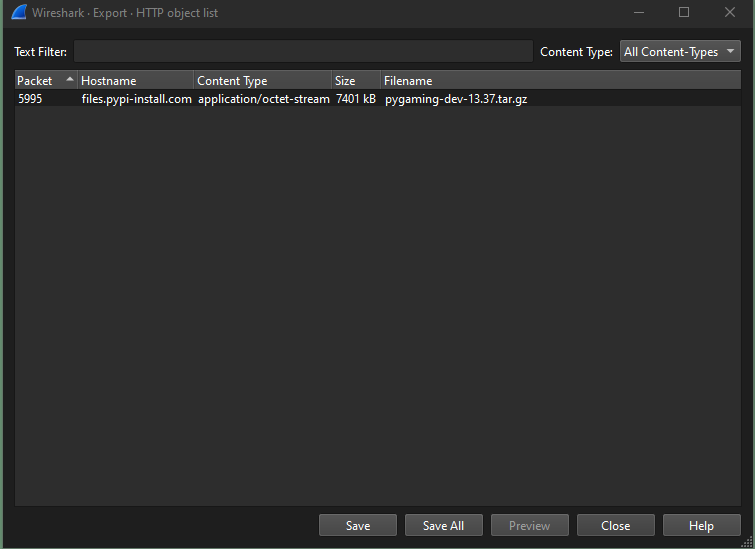 Wireshark · Export · HTTP object list
Text Filter: Content Type: All Content-Types
Packet Hostname Content Type Size Filename
5995 files.pypi-install.com application/octet-stream 7401 kB pygaming-dev-13.37.tar.gz
Save Save All Preview Close Help